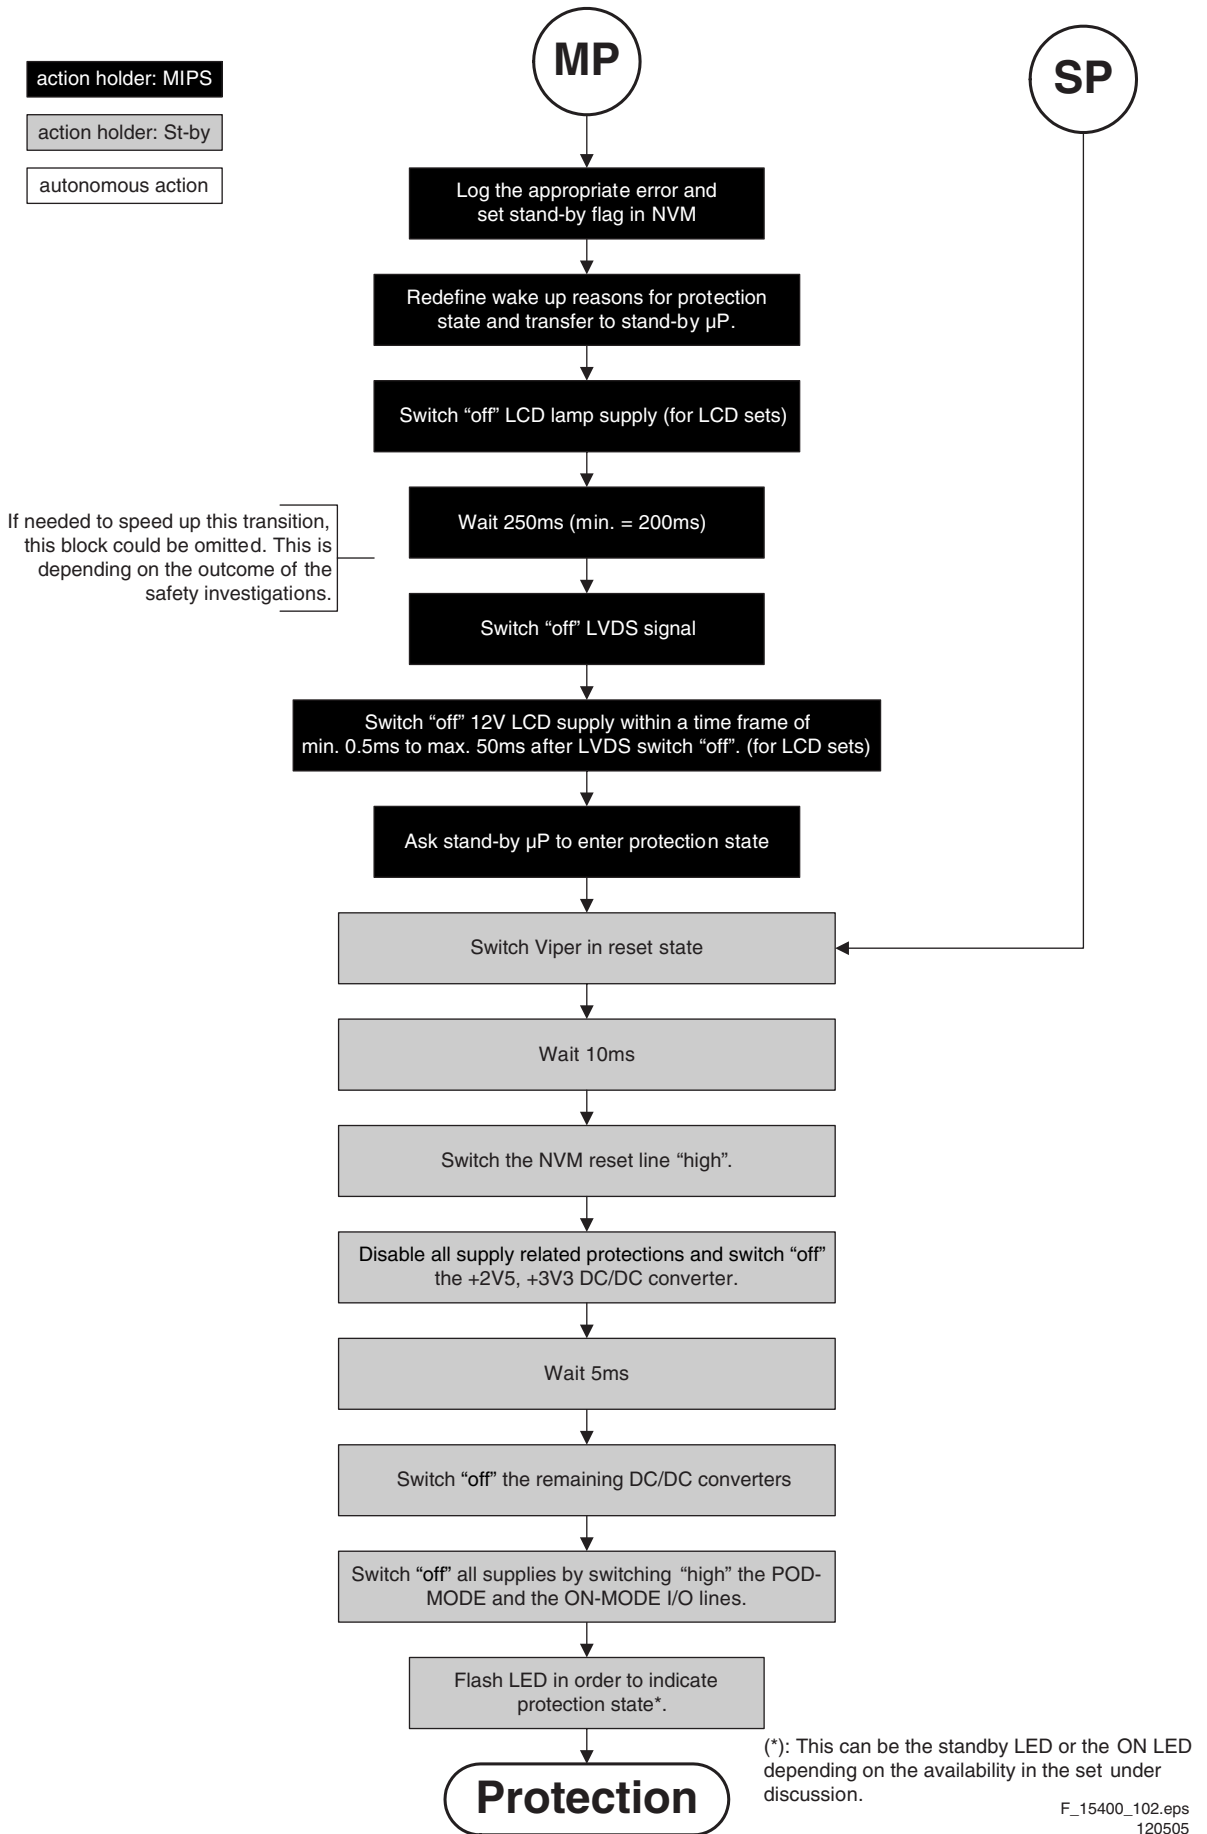 MP
SP
action holder: MIPS
action holder: St-by
autonomous action
Log the appropriate error and
set stand-by flag in NVM
Redefine wake up reasons for protection
state and transfer to stand-by µP.
Switch “off” LCD lamp supply (for LCD sets)
Wait 250ms (min. = 200ms)
If needed to speed up this transition,
this block could be omitted. This is
depending on the outcome of the
safety investigations.
Switch “off” LVDS signal
Switch “off” 12V LCD supply within a time frame of
min. 0.5ms to max. 50ms after LVDS switch “off”. (for LCD sets)
Ask stand-by µP to enter protection state
Switch Viper in reset state
Wait 10ms
Switch the NVM reset line “high”.
Disable all supply related protections and switch “off”
the +2V5, +3V3 DC/DC converter.
Wait 5ms
Switch “off” the remaining DC/DC converters
Switch “off” all supplies by switching “high” the POD-
MODE and the ON-MODE I/O lines.
Flash LED in order to indicate
protection state*.
Protection
(*): This can be the standby LED or the ON LED
depending on the availability in the set under
discussion.
F_15400_102.eps
120505